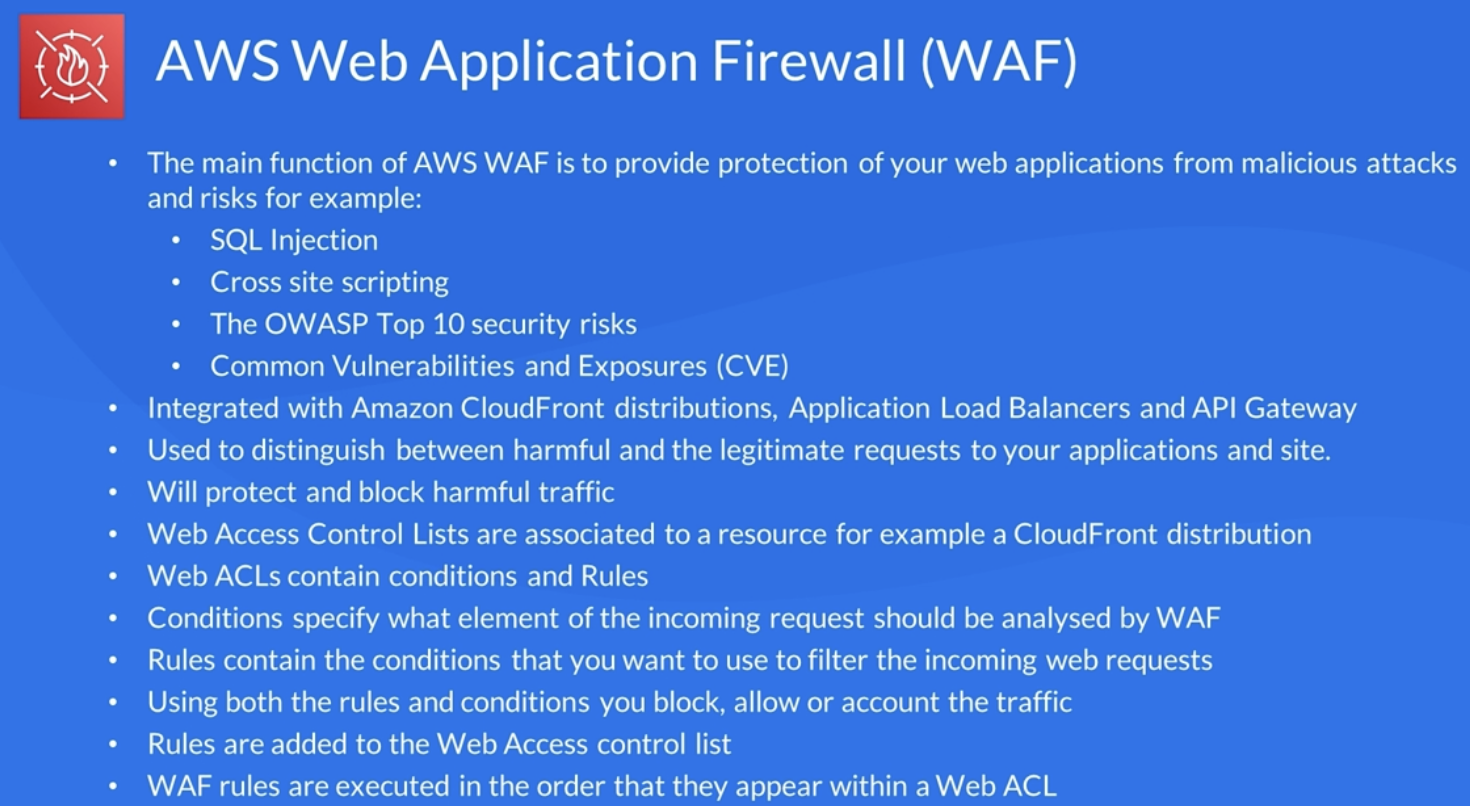 AWS Web Application Firewall (WAF)
• The main function of AWS WAF is to provide protection of your web applications from malicious attacks
and risks for example:
• SQL Injection
• Cross site scripting
• The OWASP Top 10 security risks
• Common Vulnerabilities and Exposures (CVE)
• Integrated with Amazon CloudFront distributions, Application Load Balancers and API Gateway
• Used to distinguish between harmful and the legitimate requests to your applications and site.
• Will protect and block harmful traffic
• Web Access Control Lists are associated to a resource for example a CloudFront distribution
• Web ACLs contain conditions and Rules
• Conditions specify what element of the incoming request should be analysed by WAF
• Rules contain the conditions that you want to use to filter the incoming web requests
• Using both the rules and conditions you block, allow or account the traffic
• Rules are added to the Web Access control list
• WAF rules are executed in the order that they appear within a Web ACL